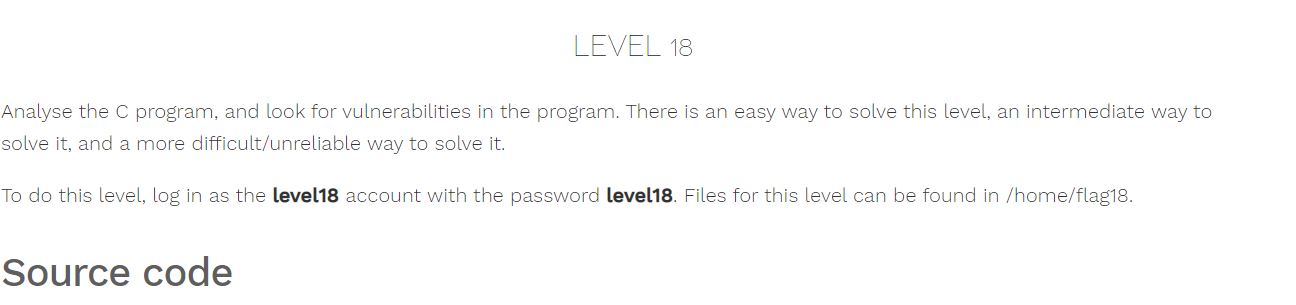 LEVEL 18
Analyse the C program, and look for vulnerabilities in the program. There is an easy way to solve this level, an intermediate way to
solve it, and a more difficult/unreliable way to solve it.
To do this level, log in as the level18 account with the password level18. Files for this level can be found in /home/flag18.
Source code